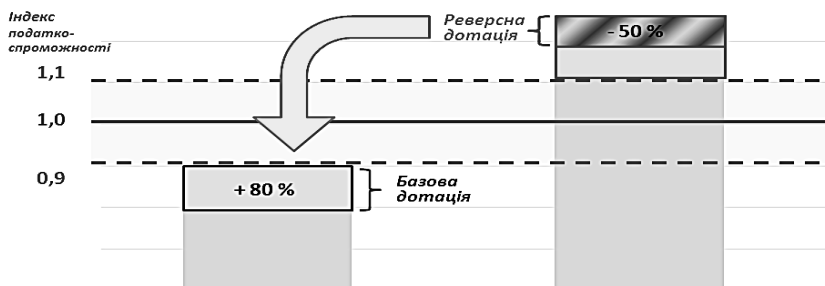 Індекс
податко-
спроможності
Реверсна
дотація
- 50 %
1,1
1,0
0,9
+ 80 %
Базова
дотація